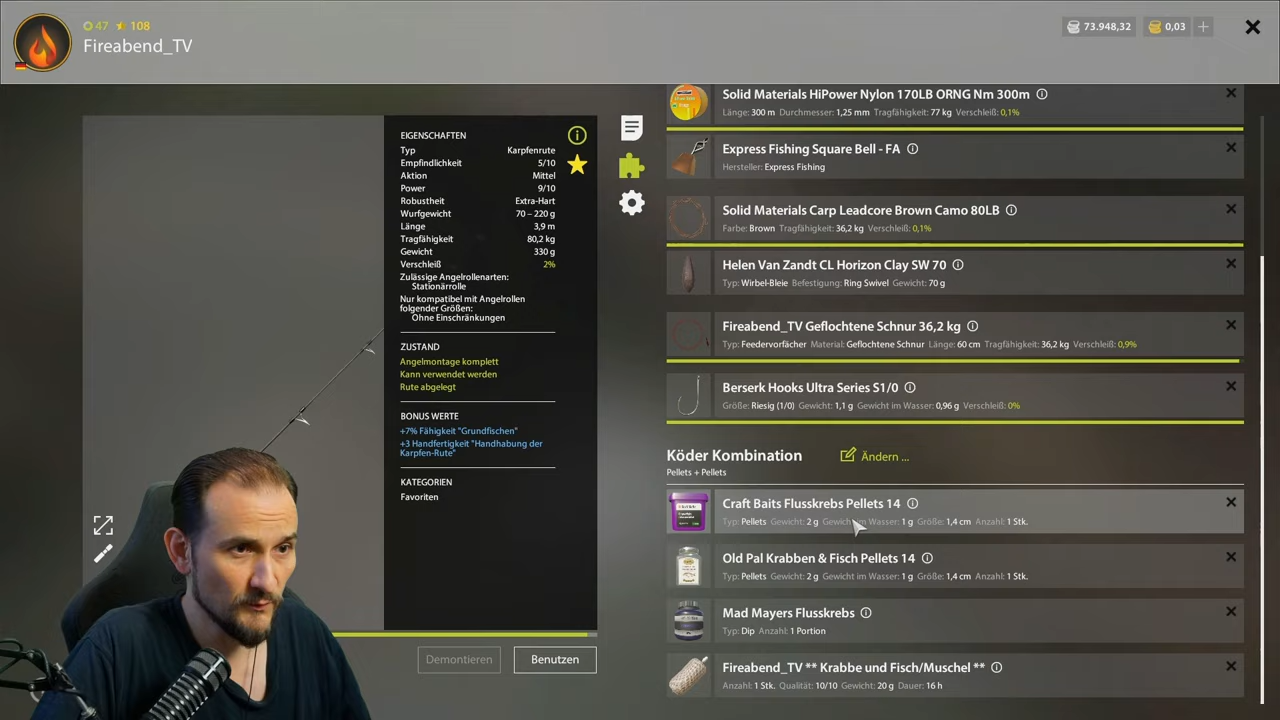 47 108
Fireabend_TV
73.948,32
0,03
EIGENSCHAFTEN
Typ Karpfenrute
Empfindlichkeit 5/10
Aktion Mittel
Power 9/10
Robustheit Extra-Hart
Wurfgewicht 70 – 220 g
Länge 3,9 m
Tragfähigkeit 80,2 kg
Gewicht 330 g
Verschleiß 2%
Zulässige Angelrollenarten:
Stationärrolle
Nur kompatibel mit Angelrollen
folgender Größen:
Ohne Einschränkungen
ZUSTAND
Angelmontage komplett
Kann verwendet werden
Rute abgelegt
BONUS WERTE
+7% Fähigkeit "Grundfischen"
+3 Handfertigkeit "Handhabung der
Karpfen-Rute"
KATEGORIEN
Favoriten
Demontieren
Benutzen
Solid Materials HiPower Nylon 170LB ORNG Nm 300m
Länge: 300 m Durchmesser: 1,25 mm Tragfähigkeit: 77 kg Verschleiß: 0,1%
Express Fishing Square Bell - FA
Hersteller: Express Fishing
Solid Materials Carp Leadcore Brown Camo 80LB
Farbe: Brown Tragfähigkeit: 36,2 kg Verschleiß: 0,1%
Helen Van Zandt CL Horizon Clay SW 70
Typ: Wirbel-Bleie Befestigung: Ring Swivel Gewicht: 70 g
Fireabend_TV Geflochtene Schnur 36,2 kg
Typ: Feedervorfächer Material: Geflochtene Schnur Länge: 60 cm Tragfähigkeit: 36,2 kg Verschleiß: 0,9%
Berserk Hooks Ultra Series S1/0
Größe: Riesig (1/0) Gewicht: 1,1 g Gewicht im Wasser: 0,96 g Verschleiß: 0%
Köder Kombination
Ändern ...
Pellets + Pellets
Craft Baits Flusskrebs Pellets 14
Typ: Pellets Gewicht: 2 g Gewicht im Wasser: 1 g Größe: 1,4 cm Anzahl: 1 Stk.
Old Pal Krabben & Fisch Pellets 14
Typ: Pellets Gewicht: 2 g Gewicht im Wasser: 1 g Größe: 1,4 cm Anzahl: 1 Stk.
Mad Mayers Flusskrebs
Typ: Dip Anzahl: 1 Portion
Fireabend_TV ** Krabbe und Fisch/Muschel **
Anzahl: 1 Stk. Qualität: 10/10 Gewicht: 20 g Dauer: 16 h